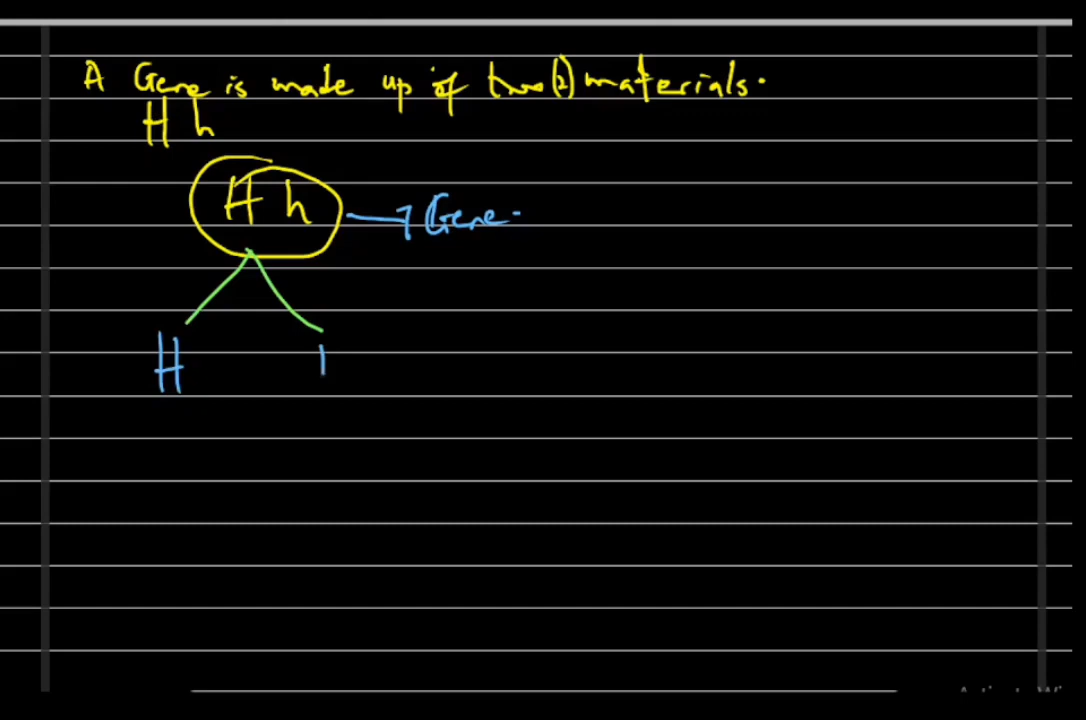 A Gene is made up of two(2) materials.
H h
H h → Gene.
H